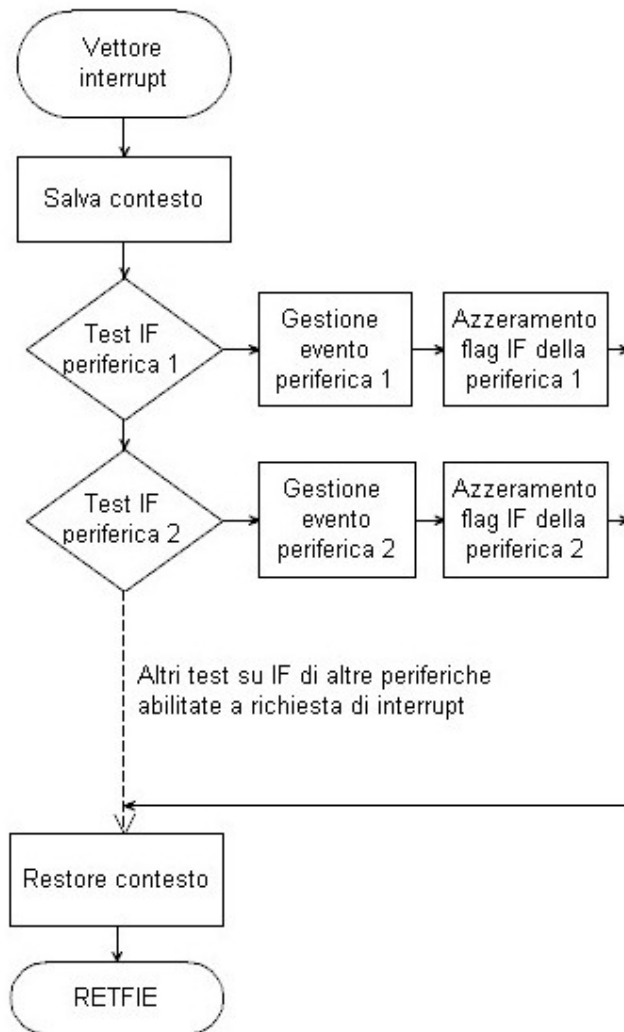 Vettore
interrupt
Salva contesto
Test IF
periferica 1
Gestione
evento
periferica 1
Azzeramento
flag IF della
periferica 1
Test IF
periferica 2
Gestione
evento
periferica 2
Azzeramento
flag IF della
periferica 2
Altri test su IF di altre periferiche
abilitate a richiesta di interrupt
Restore contesto
RETFIE